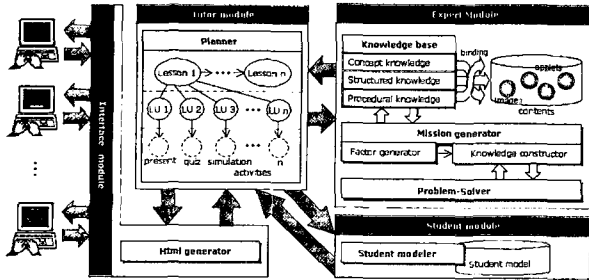 Tutor module
Expert Module
Planner
Lesson 1
Lesson n
LU 1
LU 2
LU 3
LU n
present
quiz
simulation
n
activities
Knowledge base
Concept knowledge
Structured knowledge
Procedural knowledge
binding
applets
images
contents
Mission generator
Factor generator
Knowledge constructor
Problem-Solver
Interface module
Html generator
Student module
Student modeler
Student model